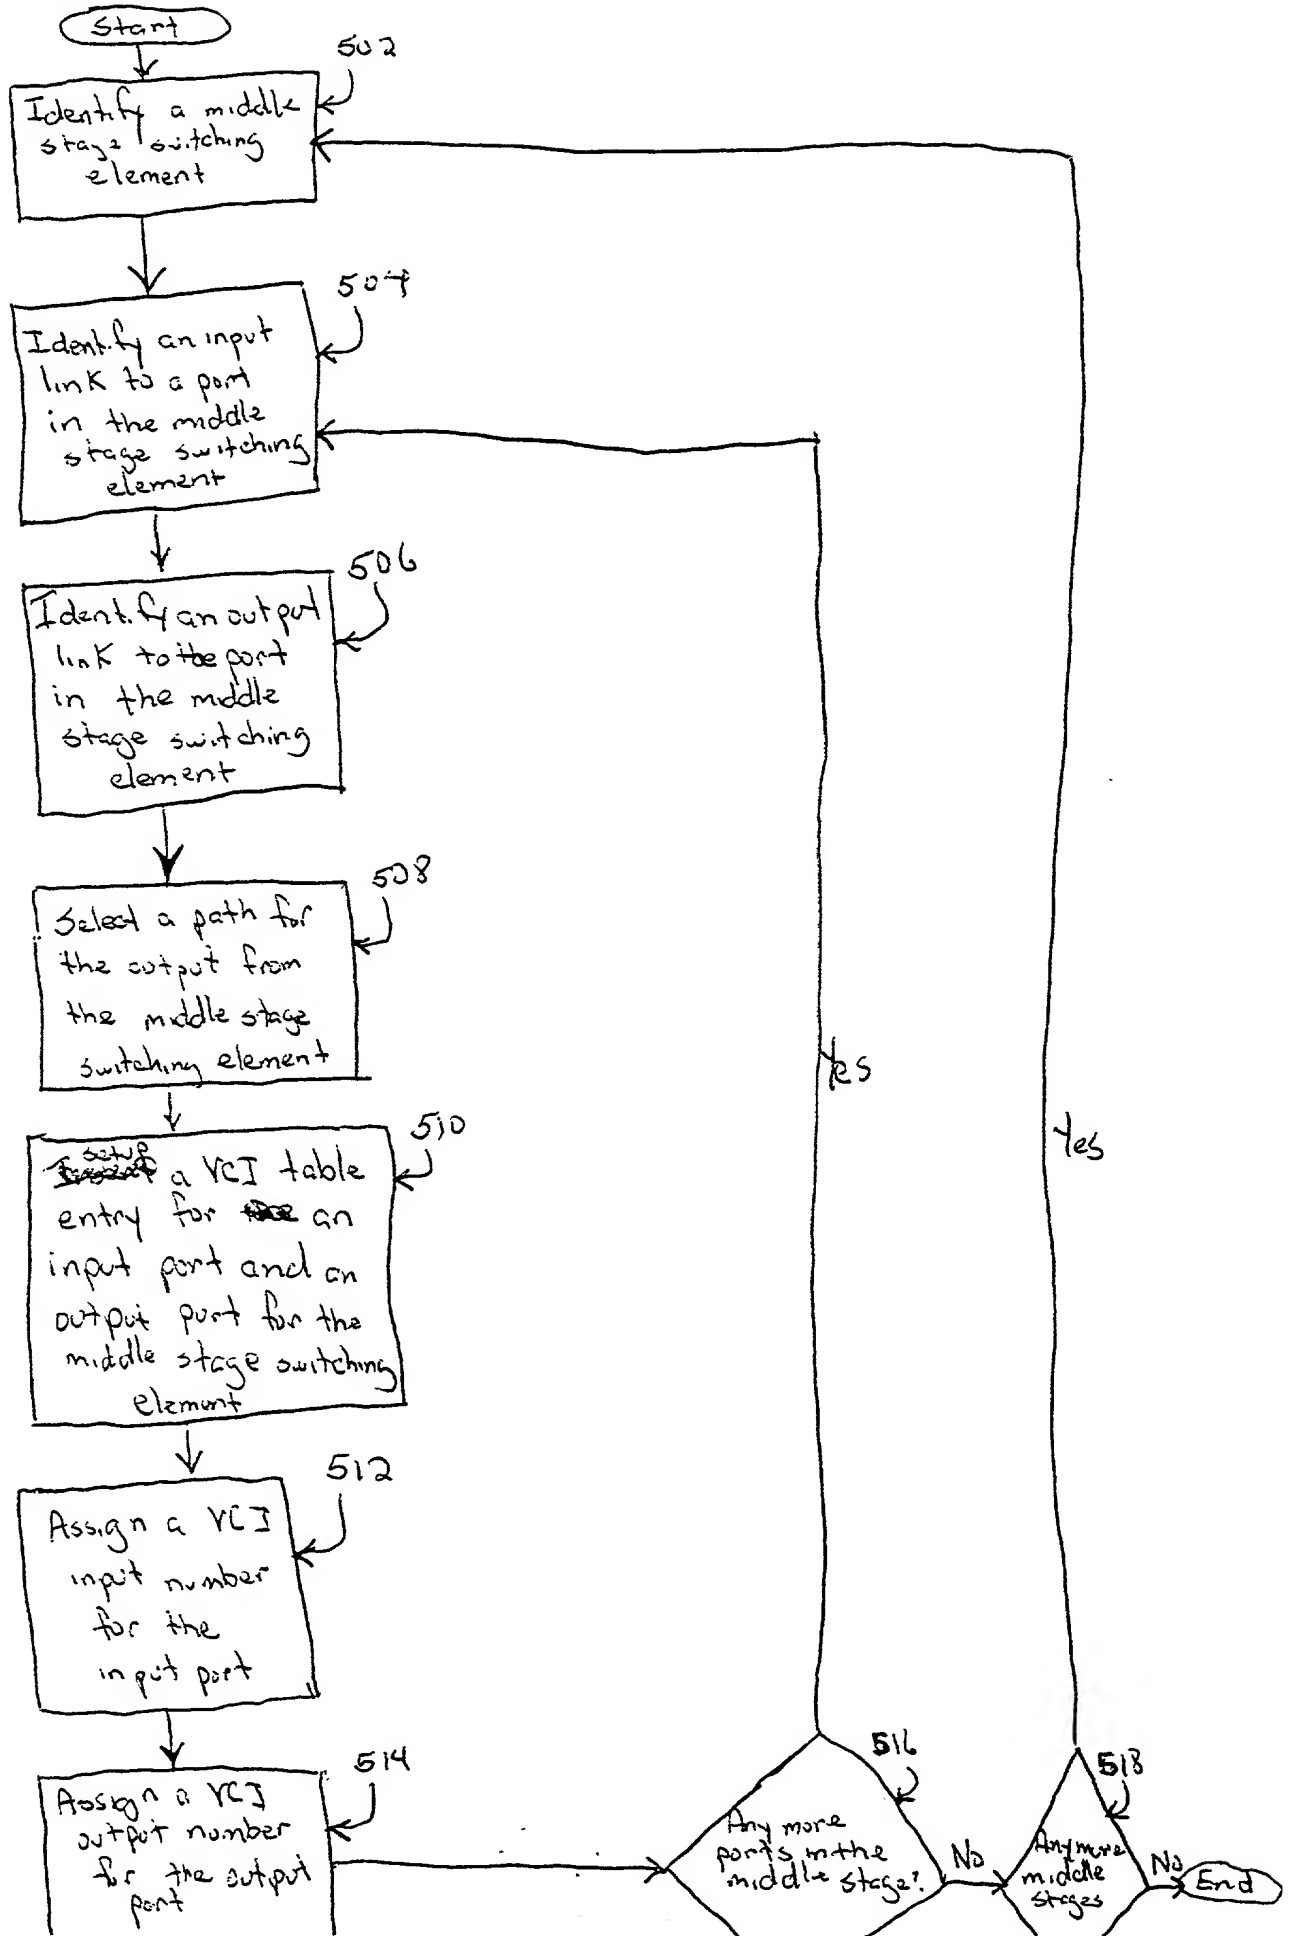 Start
502
Identify a middle
stage switching
element
504
Identify an input
link to a port
in the middle
stage switching
element
506
Identify an output
link to the port
in the middle
stage switching
element
508
Select a path for
the output from
the middle stage
switching element
510
setup
a VCI table
entry for an
input port and an
output port for the
middle stage switching
element
512
Assign a VCI
input number
for the
input port
514
Assign a VCI
output number
for the output
port
516
Any more
ports in the
middle stage?
Yes
No
518
Any more
middle
stages
Yes
No
End